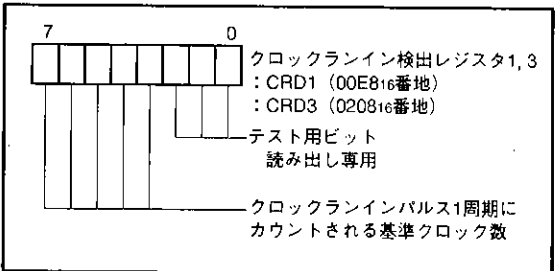 7 0
クロックランイン検出レジスタ1, 3
: CRD1（00E816番地）
: CRD3（020816番地）
テスト用ビット
読み出し専用
クロックランインパルス1周期に
カウントされる基準クロック数